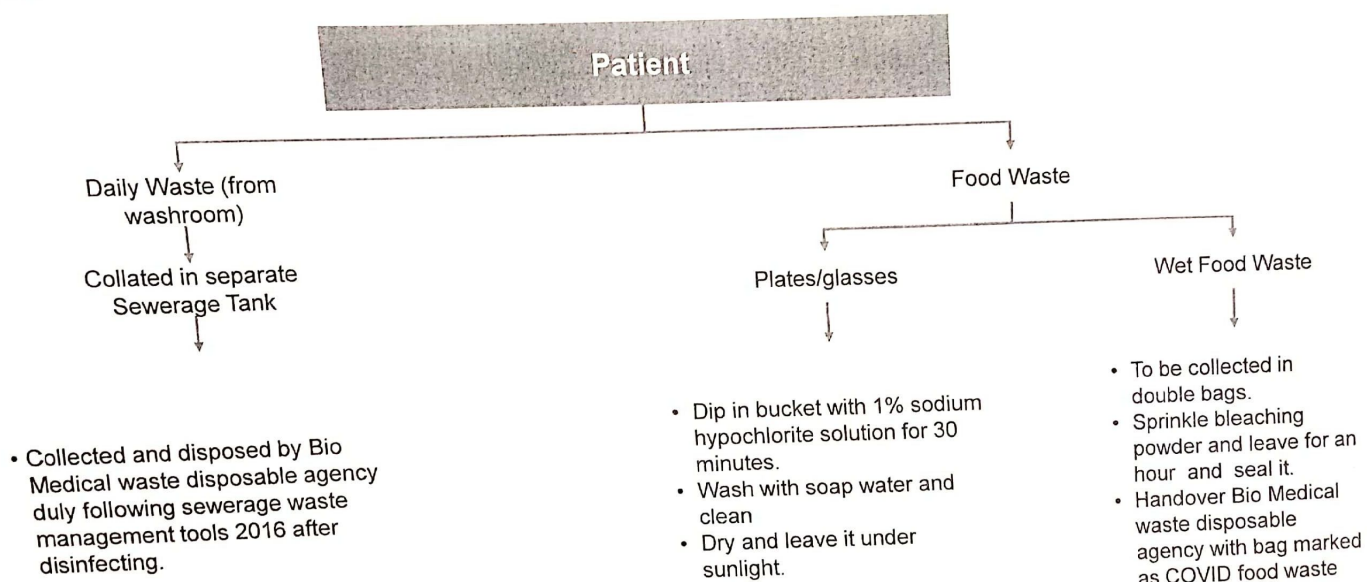 Patient
Daily Waste (from
washroom)
Collated in separate
Sewerage Tank
• Collected and disposed by Bio
Medical waste disposable agency
duly following sewerage waste
management tools 2016 after
disinfecting.
Food Waste
Plates/glasses
• Dip in bucket with 1% sodium
hypochlorite solution for 30
minutes.
• Wash with soap water and
clean
• Dry and leave it under
sunlight.
Wet Food Waste
• To be collected in
double bags.
• Sprinkle bleaching
powder and leave for an
hour and seal it.
• Handover Bio Medical
waste disposable
agency with bag marked
as COVID food waste